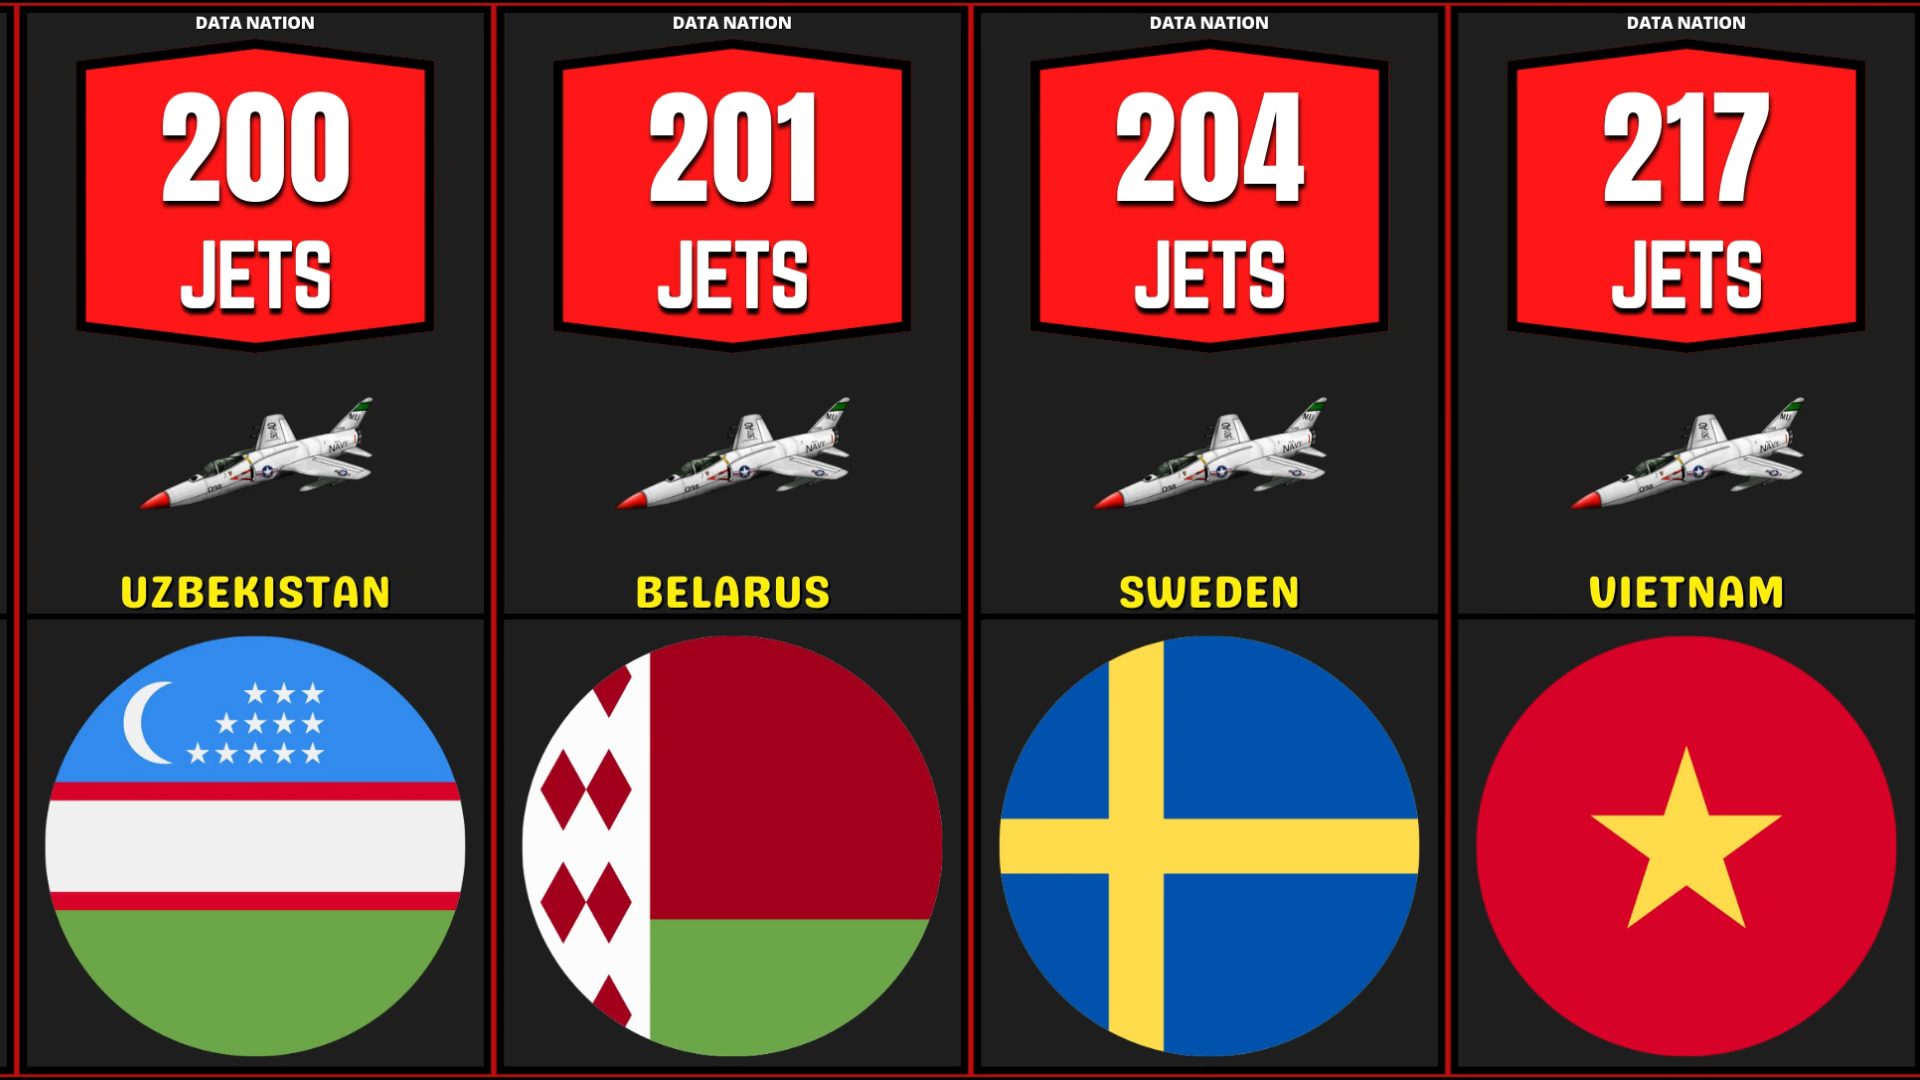 DATA NATION
200
JETS
UZBEKISTAN
DATA NATION
201
JETS
BELARUS
DATA NATION
204
JETS
SWEDEN
DATA NATION
217
JETS
VIETNAM